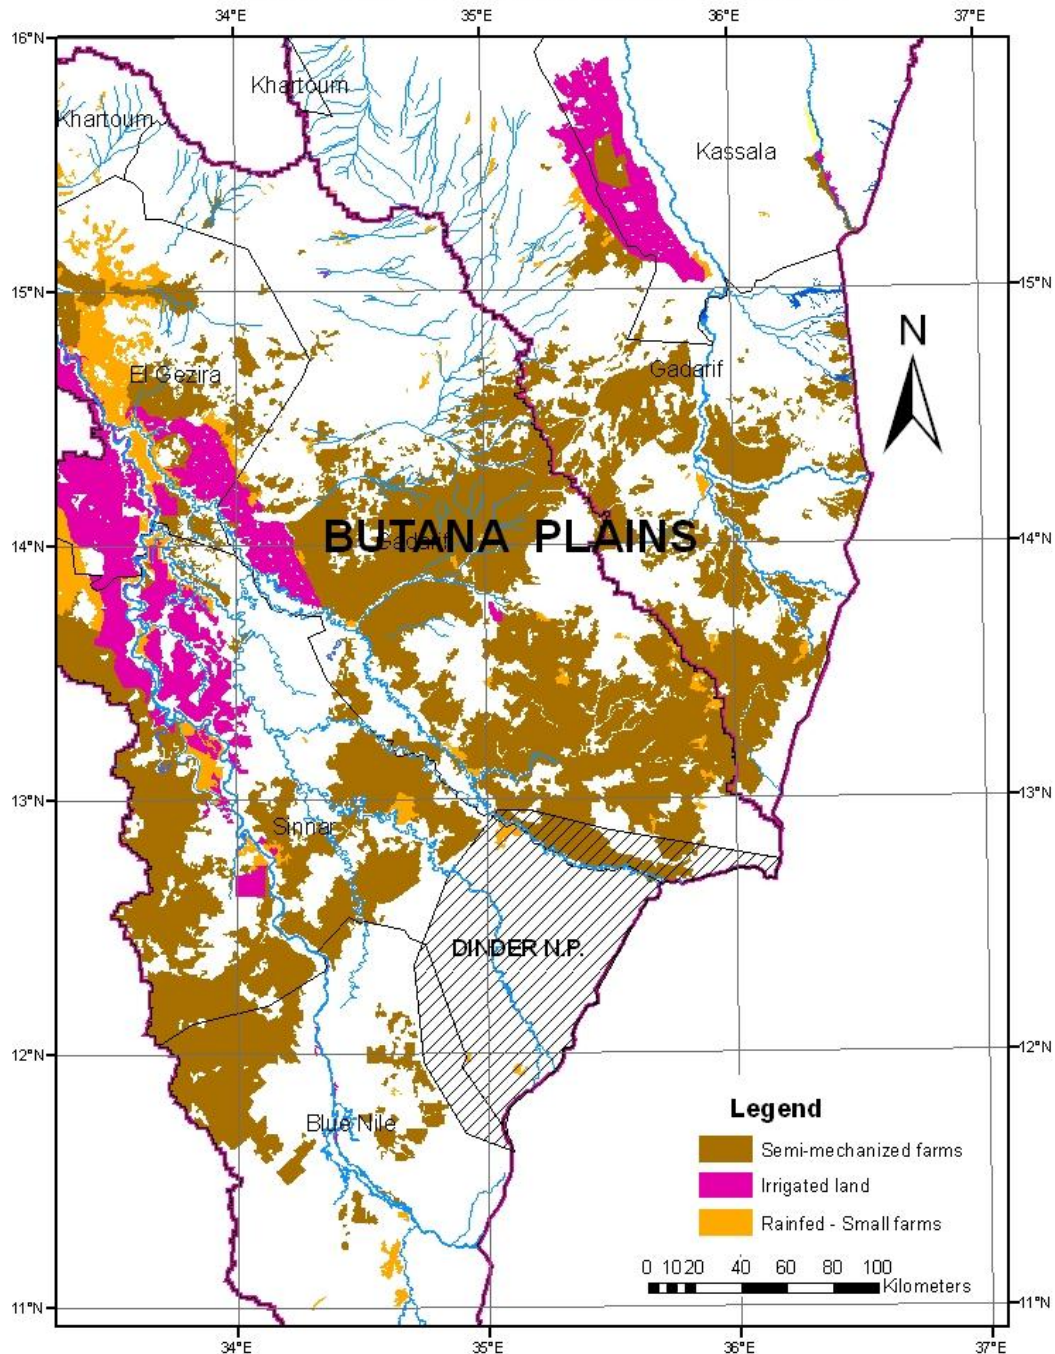 34°E 35°E 36°E 37°E
16°N 16°N
Khartoum
Khartoum
Kassala
15°N 15°N
N
El Gezira
Gadarif
BUTANA PLAINS
Gadarif
14°N 14°N
13°N 13°N
Sinnar
DINDER N.P.
12°N 12°N
Blue Nile
Legend
Semi-mechanized farms
Irrigated land
Rainfed - Small farms
0 10 20 40 60 80 100
Kilometers
11°N 11°N
34°E 35°E 36°E 37°E